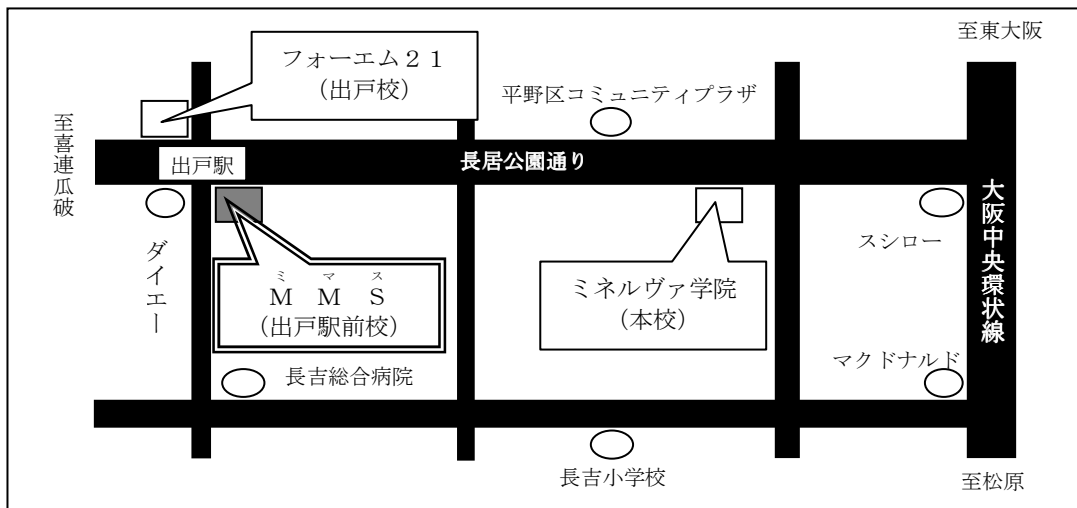 至東大阪
フォーエム２１
（出戸校）
平野区コミュニティプラザ
至喜連瓜破
出戸駅
長居公園通り
大阪中央環状線
ダイエー
スシロー
ミ マ ス
Ｍ Ｍ Ｓ
（出戸駅前校）
ミネルヴァ学院
（本校）
マクドナルド
長吉総合病院
長吉小学校
至松原